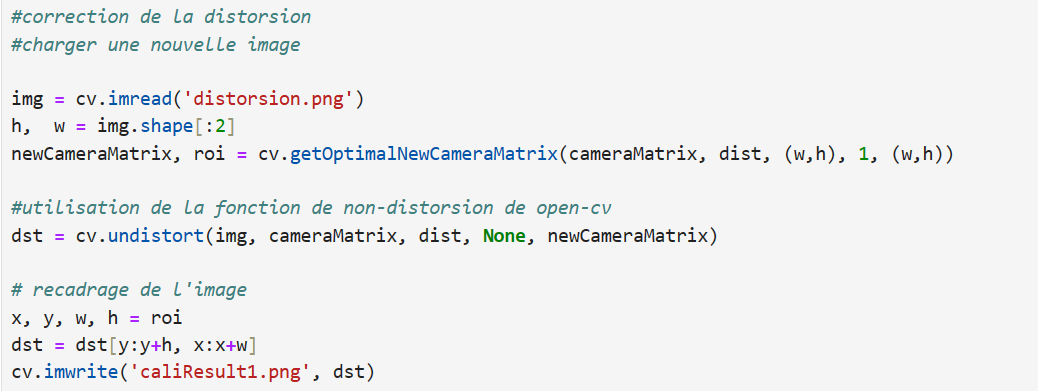 #correction de la distorsion
#charger une nouvelle image
img = cv.imread('distorsion.png')
h,  w = img.shape[:2]
newCameraMatrix, roi = cv.getOptimalNewCameraMatrix(cameraMatrix, dist, (w,h), 1, (w,h))
#utilisation de la fonction de non-distorsion de open-cv
dst = cv.undistort(img, cameraMatrix, dist, None, newCameraMatrix)
# recadrage de l'image
x, y, w, h = roi
dst = dst[y:y+h, x:x+w]
cv.imwrite('caliResult1.png', dst)